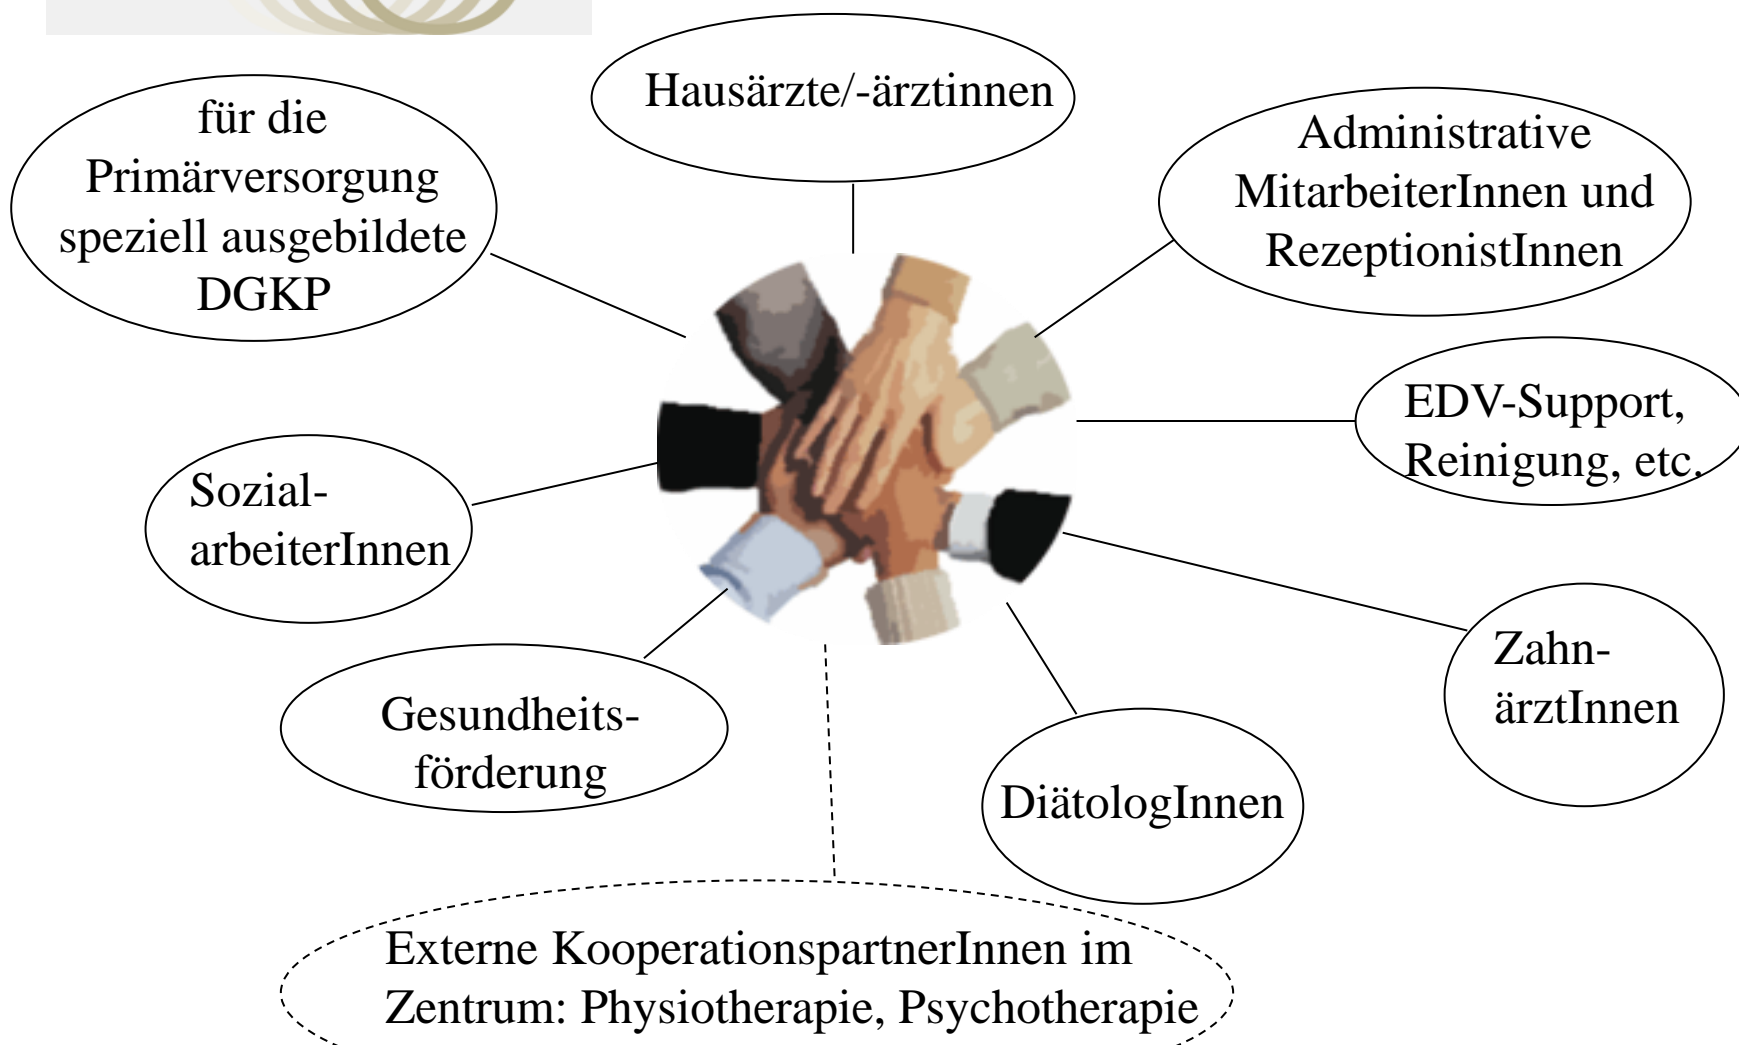 Hausärzte/-ärztinnen
für die
Primärversorgung
speziell ausgebildete
DGKP
Administrative
MitarbeiterInnen und
RezeptionistInnen
EDV-Support,
Reinigung, etc.
Sozial-
arbeiterInnen
Zahn-
ärztInnen
Gesundheits-
förderung
DiätologInnen
Externe KooperationspartnerInnen im
Zentrum: Physiotherapie, Psychotherapie